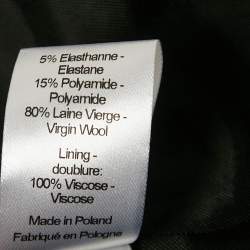 5% Elasthanne -
Elastane
15% Polyamide -
Polyamide
80% Laine Vierge -
Virgin Wool
Lining -
doublure:
100% Viscose -
Viscose
Made in Poland
Fabriqué en Pologne